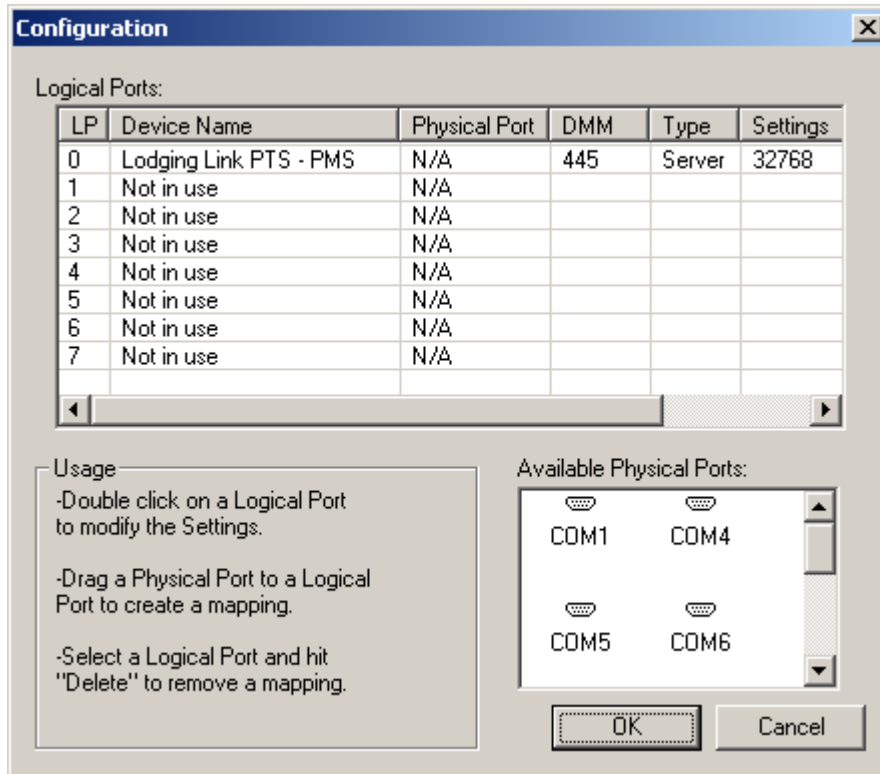 Configuration
Logical Ports:
LP Device Name Physical Port DMM Type Settings
0 Lodging Link PTS - PMS N/A 445 Server 32768
1 Not in use N/A
2 Not in use N/A
3 Not in use N/A
4 Not in use N/A
5 Not in use N/A
6 Not in use N/A
7 Not in use N/A
Usage
-Double click on a Logical Port
to modify the Settings.
-Drag a Physical Port to a Logical
Port to create a mapping.
-Select a Logical Port and hit
"Delete" to remove a mapping.
Available Physical Ports:
COM1 COM4
COM5 COM6
OK Cancel